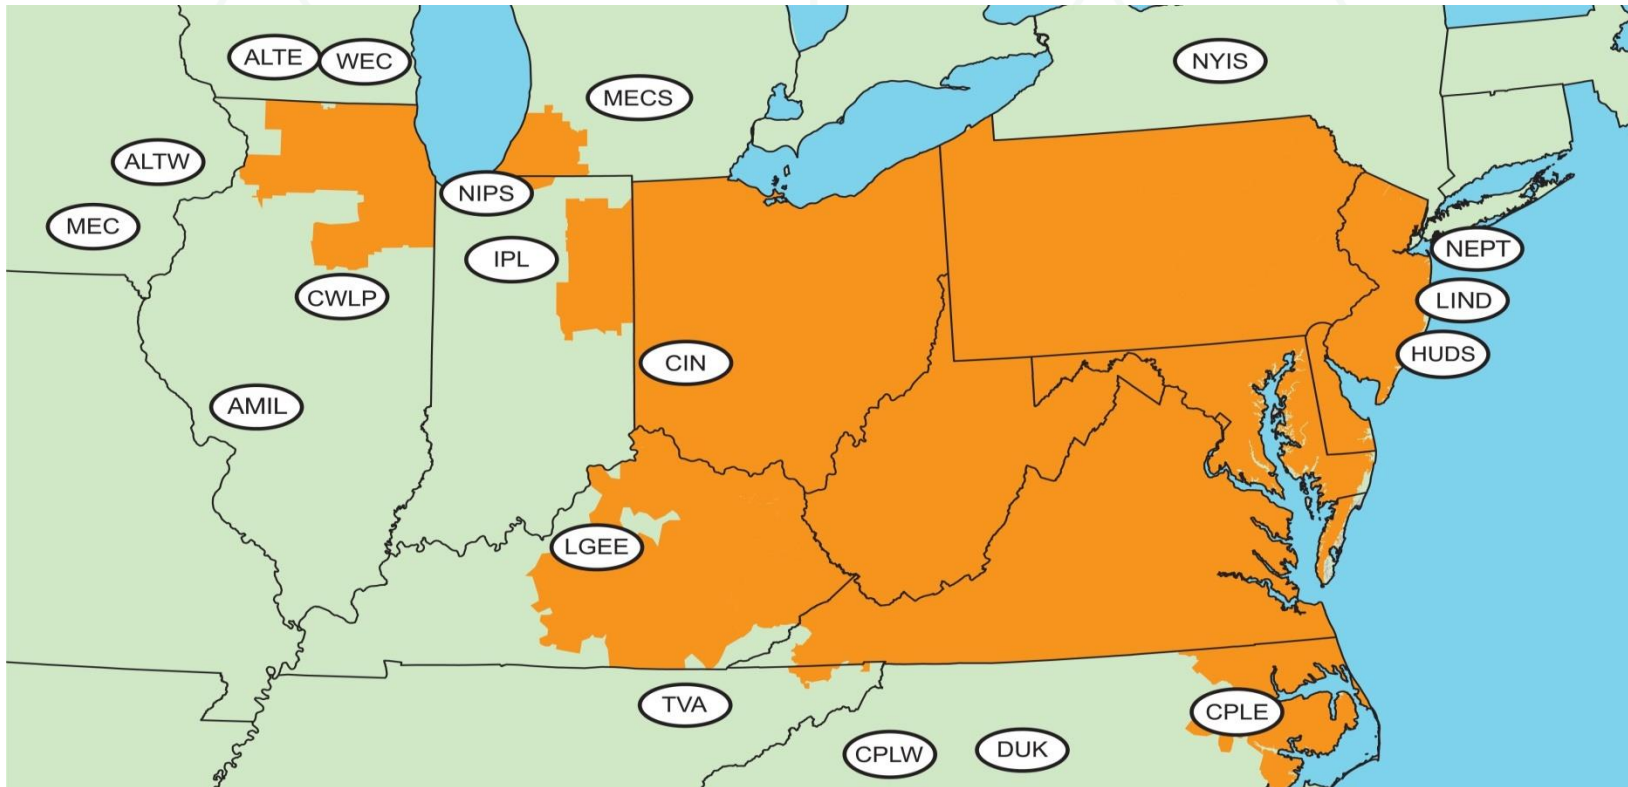 ALTE
WEC
NYIS
MECS
ALTW
NIPS
MEC
NEPT
IPL
CWLP
LIND
CIN
HUDS
AMIL
LGEE
TVA
CPLE
CPLW
DUK